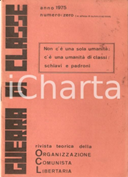 GUERRA DI CLASSE
anno 1975
numero zero
Non c'è una sola umanità:
c'è una umanità di classi:
schiavi e padroni
iCharta
rivista teorica della
ORGANIZZAZIONE
COMUNISTA
LIBERTARIA